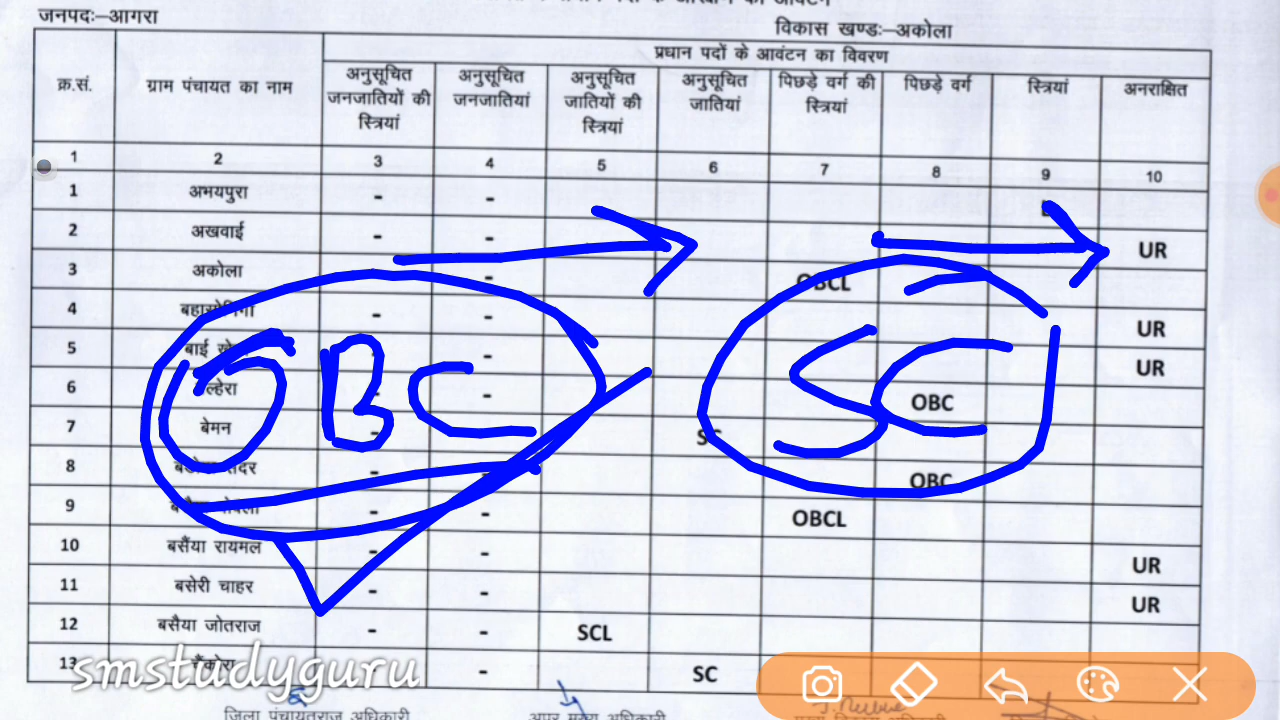 जनपदः–आगरा
विकास खण्डः–अकोला
प्रधान पदों के आवंटन का विवरण
क्र.सं. ग्राम पंचायत का नाम अनुसूचित जनजातियों की स्त्रियां अनुसूचित जनजातियां अनुसूचित जातियों की स्त्रियां अनुसूचित जातियां पिछड़े वर्ग की स्त्रियां पिछड़े वर्ग स्त्रियां अनराक्षित
1 2 3 4 5 6 7 8 9 10
1 अभयपुरा - -
2 अखवाई - UR
3 अकोला - OBCL
4 - - UR
5 बाई - - UR
6 - OBC
7 बेमन - - SC
8 - - OBC
9 - - OBCL
10 बसैंया रायमल - - UR
11 बसेरी चाहर - - UR
12 बसैया जोतराज - - SCL
13 - SC
OBC
SC
smstudyguru
जिला पंचायतराज अधिकारी
अपर मुख्य अधिकारी